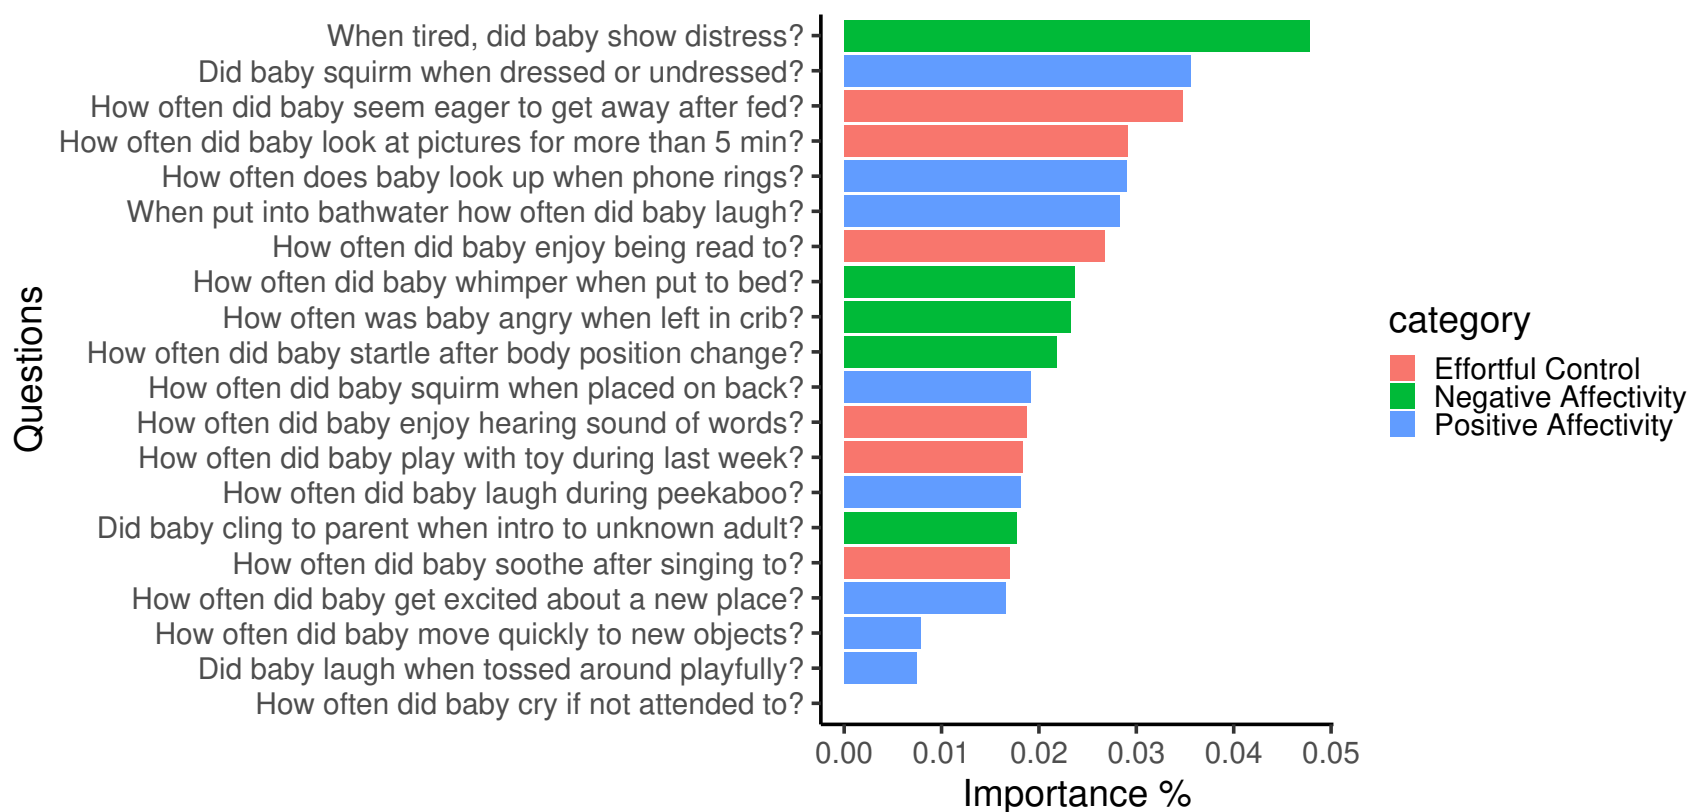 Questions
When tired, did baby show distress?
Did baby squirm when dressed or undressed?
How often did baby seem eager to get away after fed?
How often did baby look at pictures for more than 5 min?
How often does baby look up when phone rings?
When put into bathwater how often did baby laugh?
How often did baby enjoy being read to?
How often did baby whimper when put to bed?
How often was baby angry when left in crib?
How often did baby startle after body position change?
How often did baby squirm when placed on back?
How often did baby enjoy hearing sound of words?
How often did baby play with toy during last week?
How often did baby laugh during peekaboo?
Did baby cling to parent when intro to unknown adult?
How often did baby soothe after singing to?
How often did baby get excited about a new place?
How often did baby move quickly to new objects?
Did baby laugh when tossed around playfully?
How often did baby cry if not attended to?
0.00 0.01 0.02 0.03 0.04 0.05
Importance %
category
Effortful Control
Negative Affectivity
Positive Affectivity